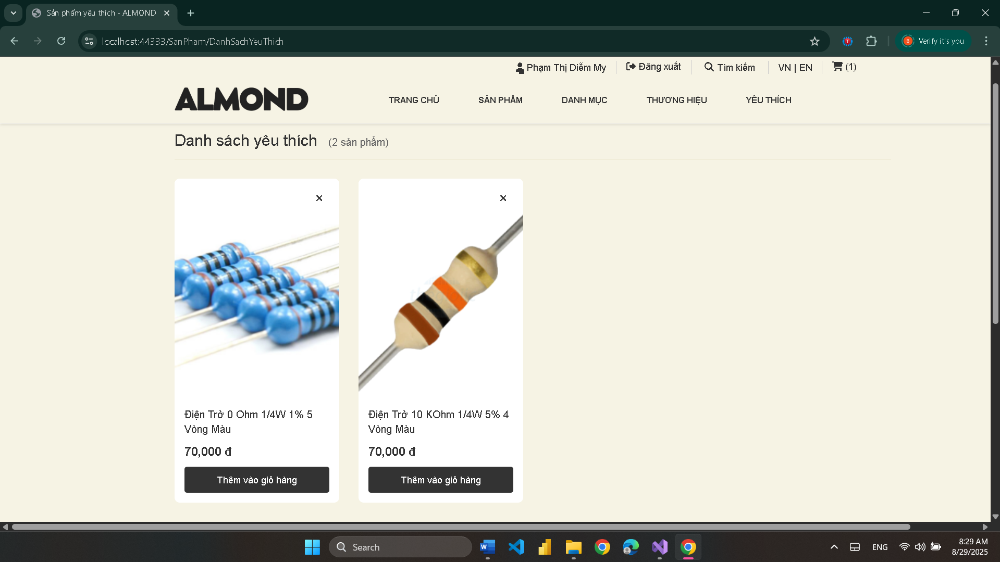 Sản phẩm yêu thích - ALMOND
localhost:44333/SanPham/DanhSachYeuThich
T
B
Verify it's you
Phạm Thị Diễm My
Đăng xuất
Tìm kiếm
VN | EN
(1)
ALMOND
TRANG CHỦ
SẢN PHẨM
DANH MỤC
THƯƠNG HIỆU
YÊU THÍCH
Danh sách yêu thích
(2 sản phẩm)
Điện Trở 0 Ohm 1/4W 1% 5
Vòng Màu
70,000 đ
Thêm vào giỏ hàng
Điện Trở 10 KOhm 1/4W 5% 4
Vòng Màu
70,000 đ
Thêm vào giỏ hàng
Search
W
ENG
8:29 AM
8/29/2025